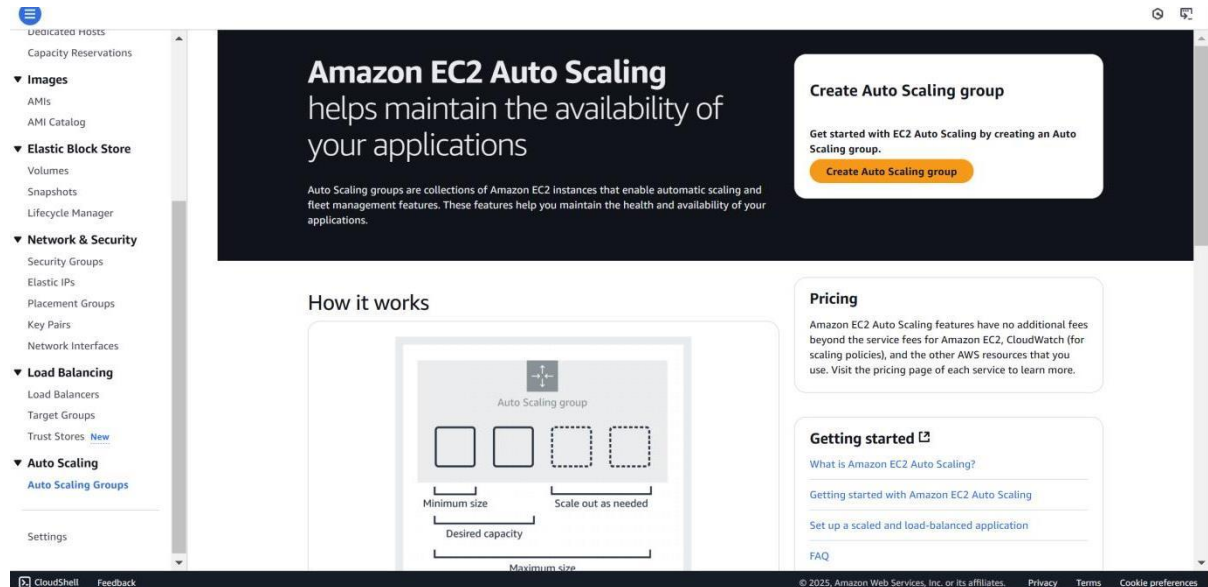 Dedicated Hosts
Capacity Reservations
Images
AMIs
AMI Catalog
Elastic Block Store
Volumes
Snapshots
Lifecycle Manager
Network & Security
Security Groups
Elastic IPs
Placement Groups
Key Pairs
Network Interfaces
Load Balancing
Load Balancers
Target Groups
Trust Stores New
Auto Scaling
Auto Scaling Groups
Settings
Amazon EC2 Auto Scaling
helps maintain the availability of
your applications
Auto Scaling groups are collections of Amazon EC2 instances that enable automatic scaling and
fleet management features. These features help you maintain the health and availability of your
applications.
Create Auto Scaling group
Get started with EC2 Auto Scaling by creating an Auto
Scaling group.
Create Auto Scaling group
How it works
Auto Scaling group
Minimum size
Scale out as needed
Desired capacity
Maximum size
Pricing
Amazon EC2 Auto Scaling features have no additional fees
beyond the service fees for Amazon EC2, CloudWatch (for
scaling policies), and the other AWS resources that you
use. Visit the pricing page of each service to learn more.
Getting started
What is Amazon EC2 Auto Scaling?
Getting started with Amazon EC2 Auto Scaling
Set up a scaled and load-balanced application
FAQ
CloudShell Feedback
© 2025, Amazon Web Services, Inc. or its affiliates. Privacy Terms Cookie preferences